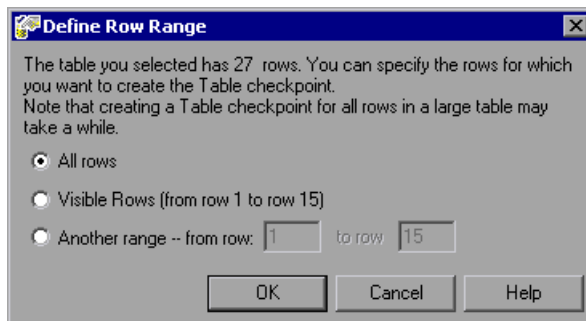 Define Row Range
The table you selected has 27 rows. You can specify the rows for which
you want to create the Table checkpoint.
Note that creating a Table checkpoint for all rows in a large table may
take a while.
All rows
Visible Rows (from row 1 to row 15)
Another range -- from row: 1 to row 15
OK Cancel Help